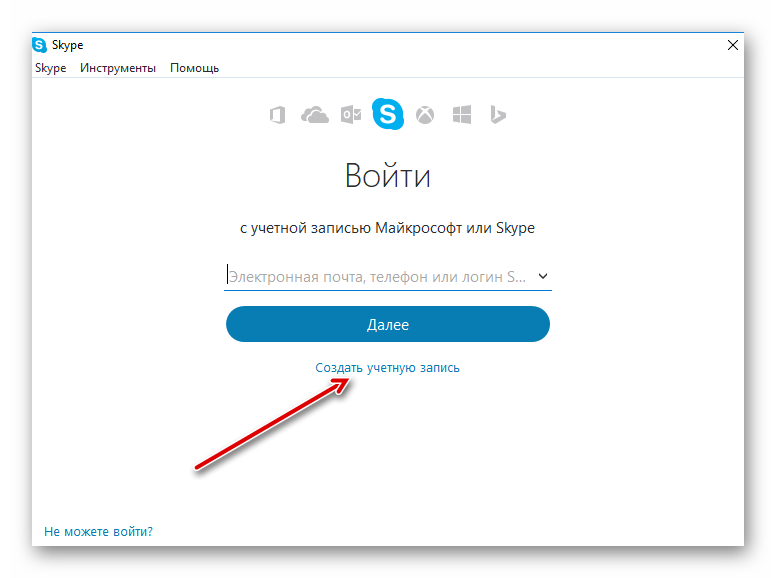 Skype
Skype Инструменты Помощь
Войти
с учетной записью Майкрософт или Skype
Электронная почта, телефон или логин S...
Далее
Создать учетную запись
Не можете войти?